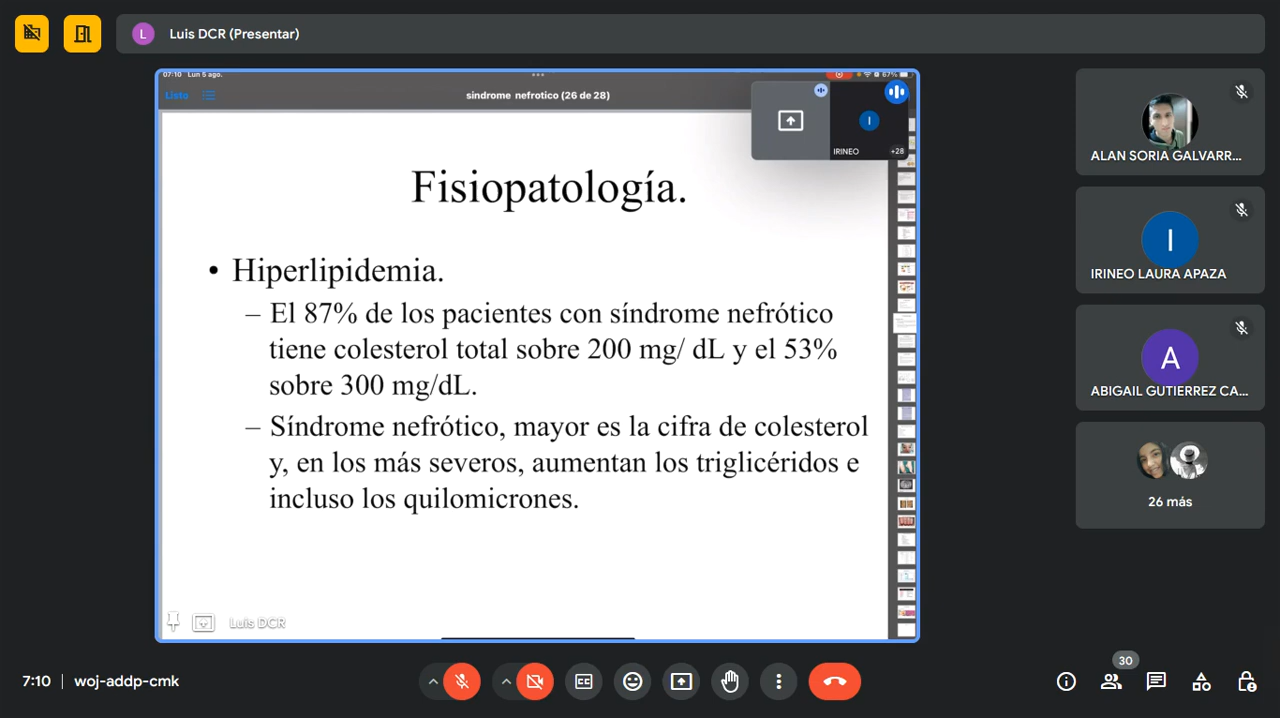 L Luis DCR (Presentar)
07:10 Lun 5 ago.
67%
Lista
sindrome nefrotico (26 de 28)
I
IRINEO +28
Fisiopatología.
• Hiperlipidemia.
– El 87% de los pacientes con síndrome nefrótico
tiene colesterol total sobre 200 mg/ dL y el 53%
sobre 300 mg/dL.
– Síndrome nefrótico, mayor es la cifra de colesterol
y, en los más severos, aumentan los triglicéridos e
incluso los quilomicrones.
Luis DCR
ALAN SORIA GALVARR...
I
IRINEO LAURA APAZA
A
ABIGAIL GUTIERREZ CA...
26 más
7:10 | woj-addp-cmk
CC
30